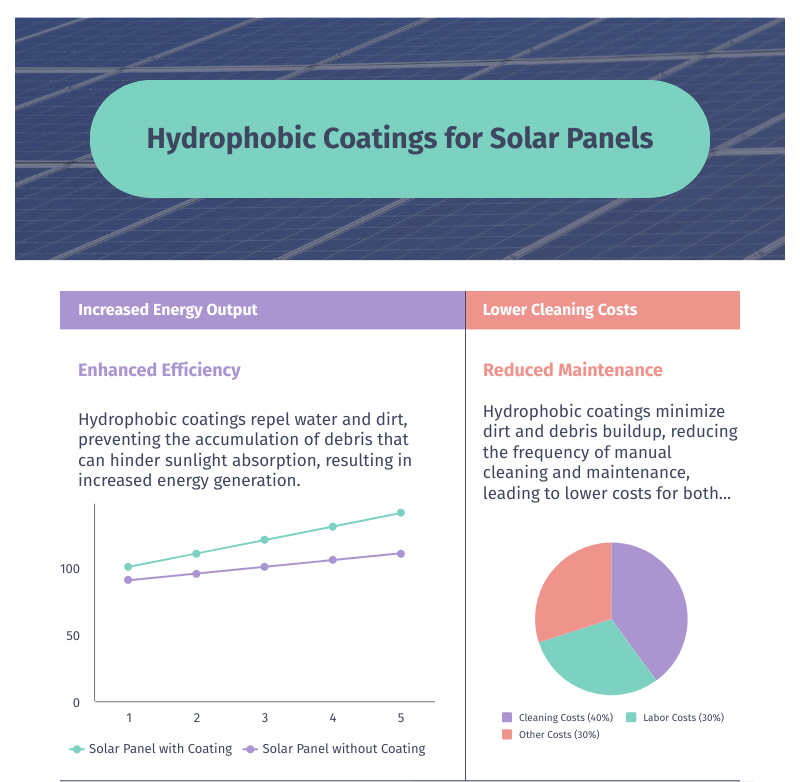 Hydrophobic Coatings for Solar Panels
Increased Energy Output
Enhanced Efficiency
Hydrophobic coatings repel water and dirt,
preventing the accumulation of debris that
can hinder sunlight absorption, resulting in
increased energy generation.
100
50
0
1 2 3 4 5
Solar Panel with Coating Solar Panel without Coating
Lower Cleaning Costs
Reduced Maintenance
Hydrophobic coatings minimize
dirt and debris buildup, reducing
the frequency of manual
cleaning and maintenance,
leading to lower costs for both...
Cleaning Costs (40%) Labor Costs (30%)
Other Costs (30%)